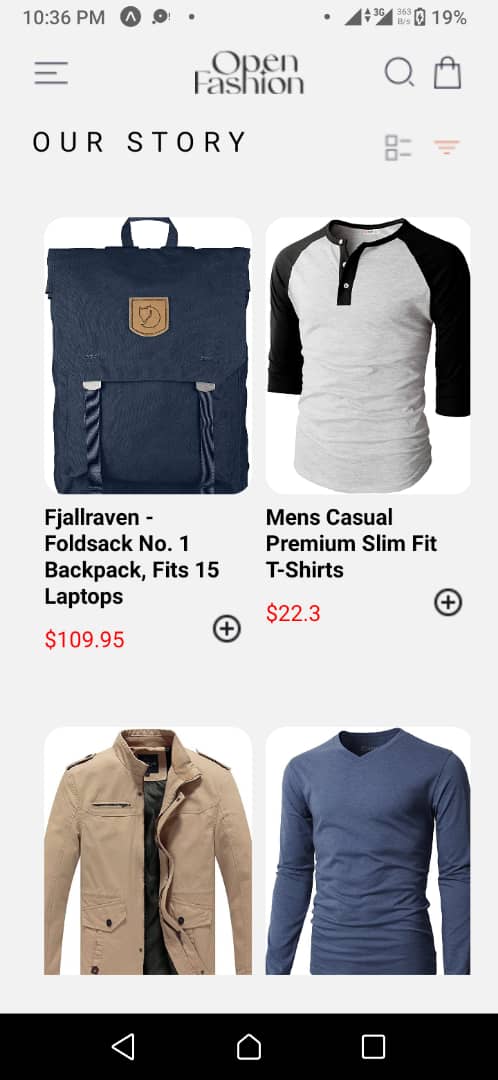 10:36 PM
3G
363
B/s
19%
Open
Fashion
OUR STORY
Fjallraven -
Foldsack No. 1
Backpack, Fits 15
Laptops
$109.95
Mens Casual
Premium Slim Fit
T-Shirts
$22.3